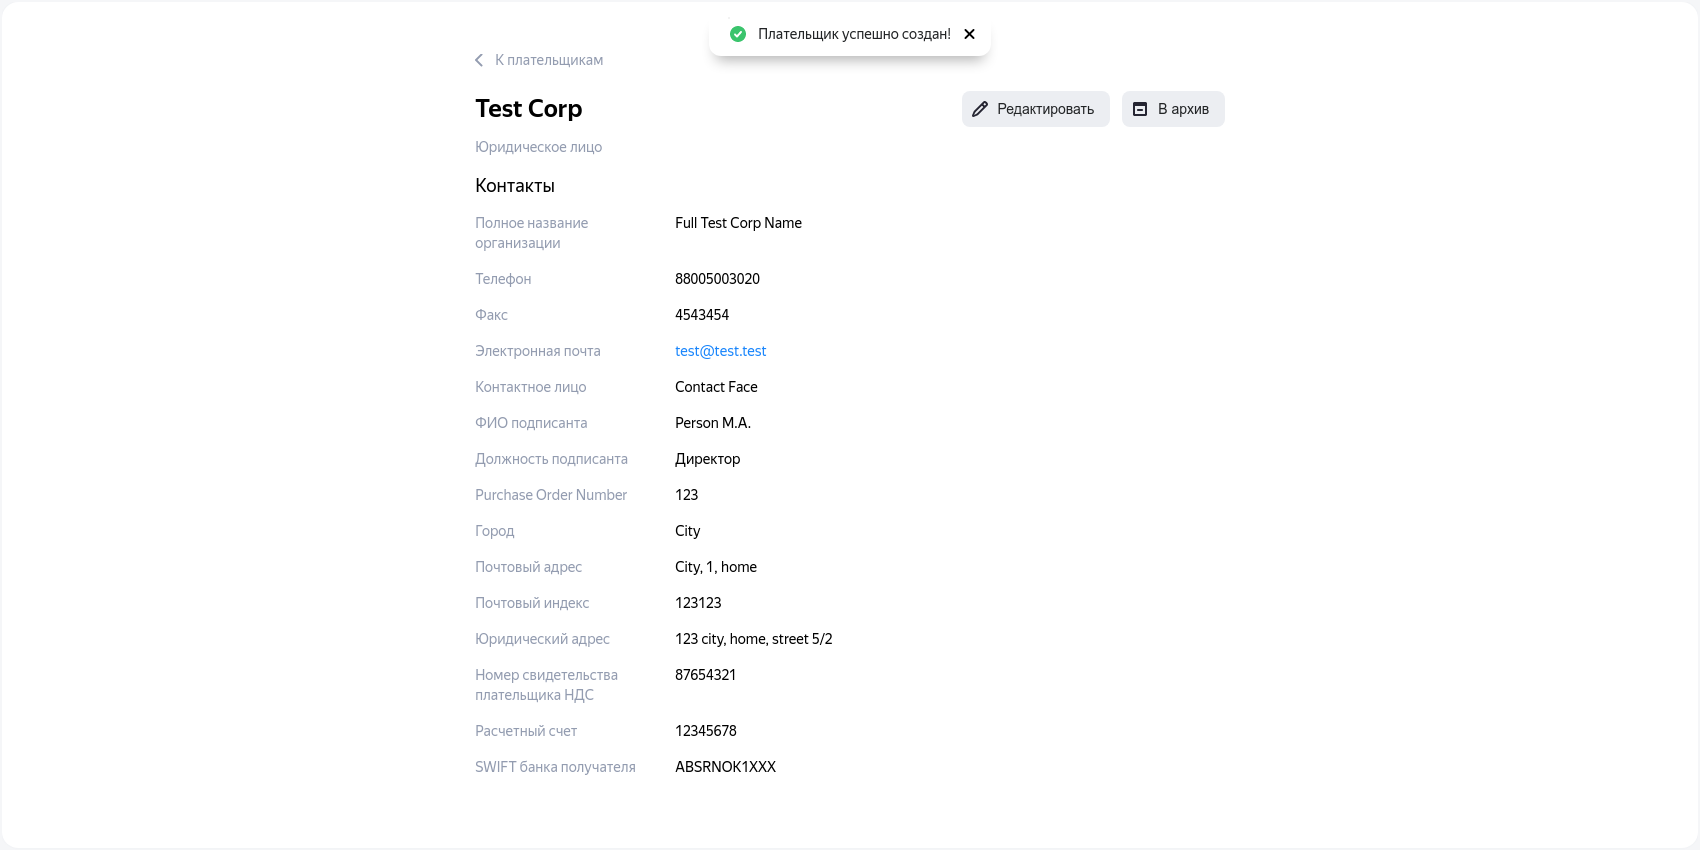 Плательщик успешно создан!
К плательщикам
Test Corp
Редактировать
В архив
Юридическое лицо
Контакты
Полное название
организации
Full Test Corp Name
Телефон
88005003020
Факс
4543454
Электронная почта
test@test.test
Контактное лицо
Contact Face
ФИО подписанта
Person M.A.
Должность подписанта
Директор
Purchase Order Number
123
Город
City
Почтовый адрес
City, 1, home
Почтовый индекс
123123
Юридический адрес
123 city, home, street 5/2
Номер свидетельства
плательщика НДС
87654321
Расчетный счет
12345678
SWIFT банка получателя
ABSRNOK1XXX